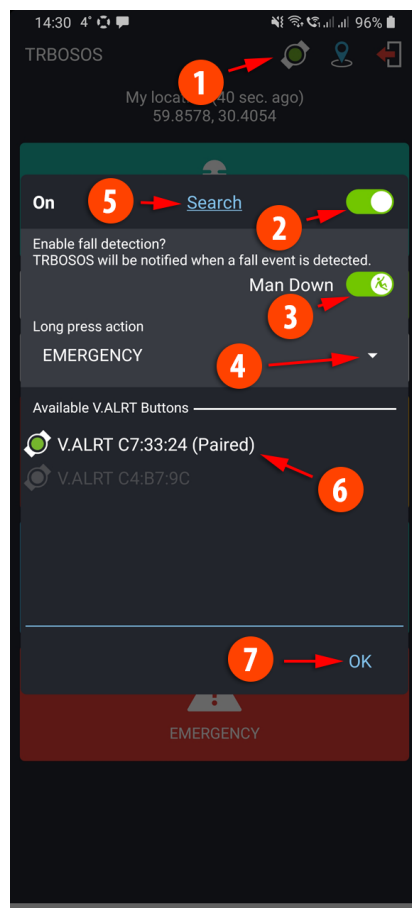 14:30 4° 96%
TRBOSOS
1
My locat (40 sec. ago)
59.8578, 30.4054
On 5 Search
2
Enable fall detection?
TRBOSOS will be notified when a fall event is detected.
Man Down
3
Long press action
EMERGENCY
4
Available V.ALRT Buttons
V.ALRT C7:33:24 (Paired)
V.ALRT C4:B7:9C
6
7 OK
EMERGENCY